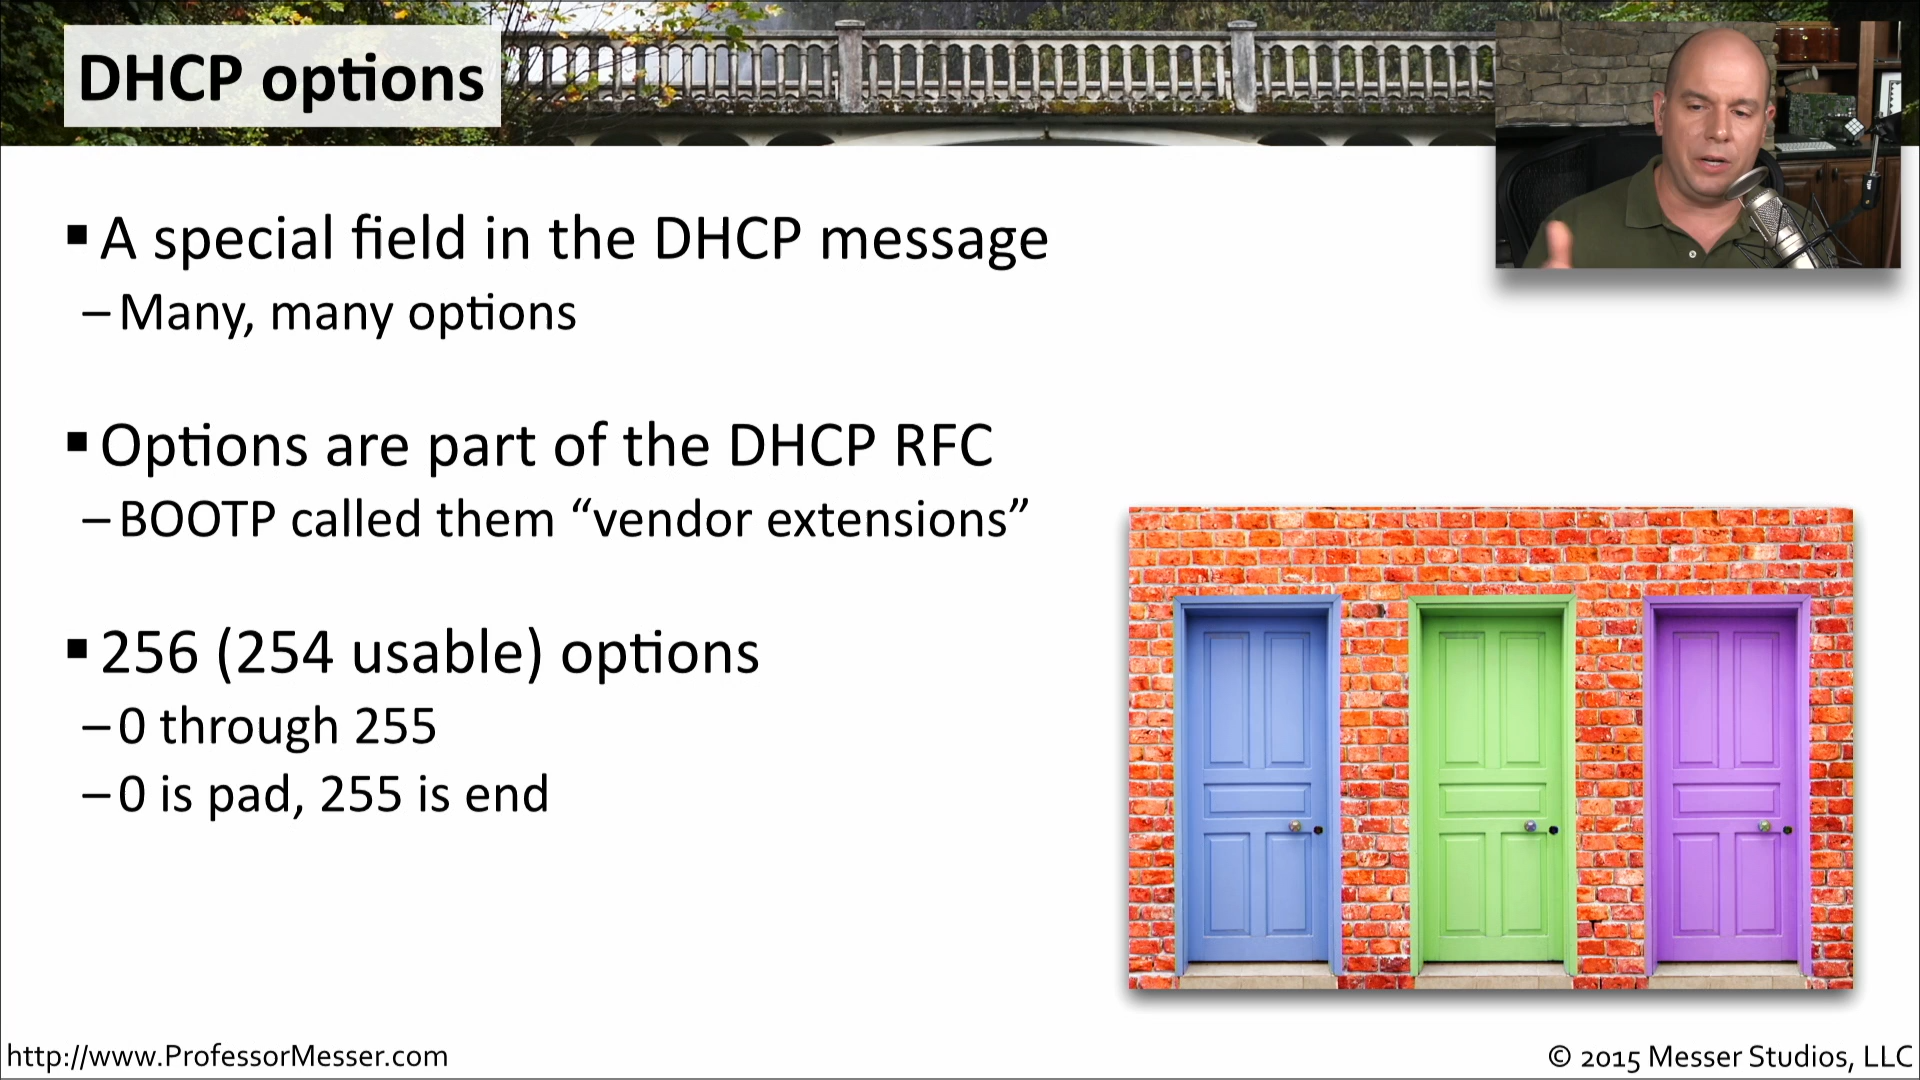 DHCP options
▪ A special field in the DHCP message
– Many, many options
▪ Options are part of the DHCP RFC
– BOOTP called them “vendor extensions”
▪ 256 (254 usable) options
– 0 through 255
– 0 is pad, 255 is end
http://www.ProfessorMesser.com
© 2015 Messer Studios, LLC